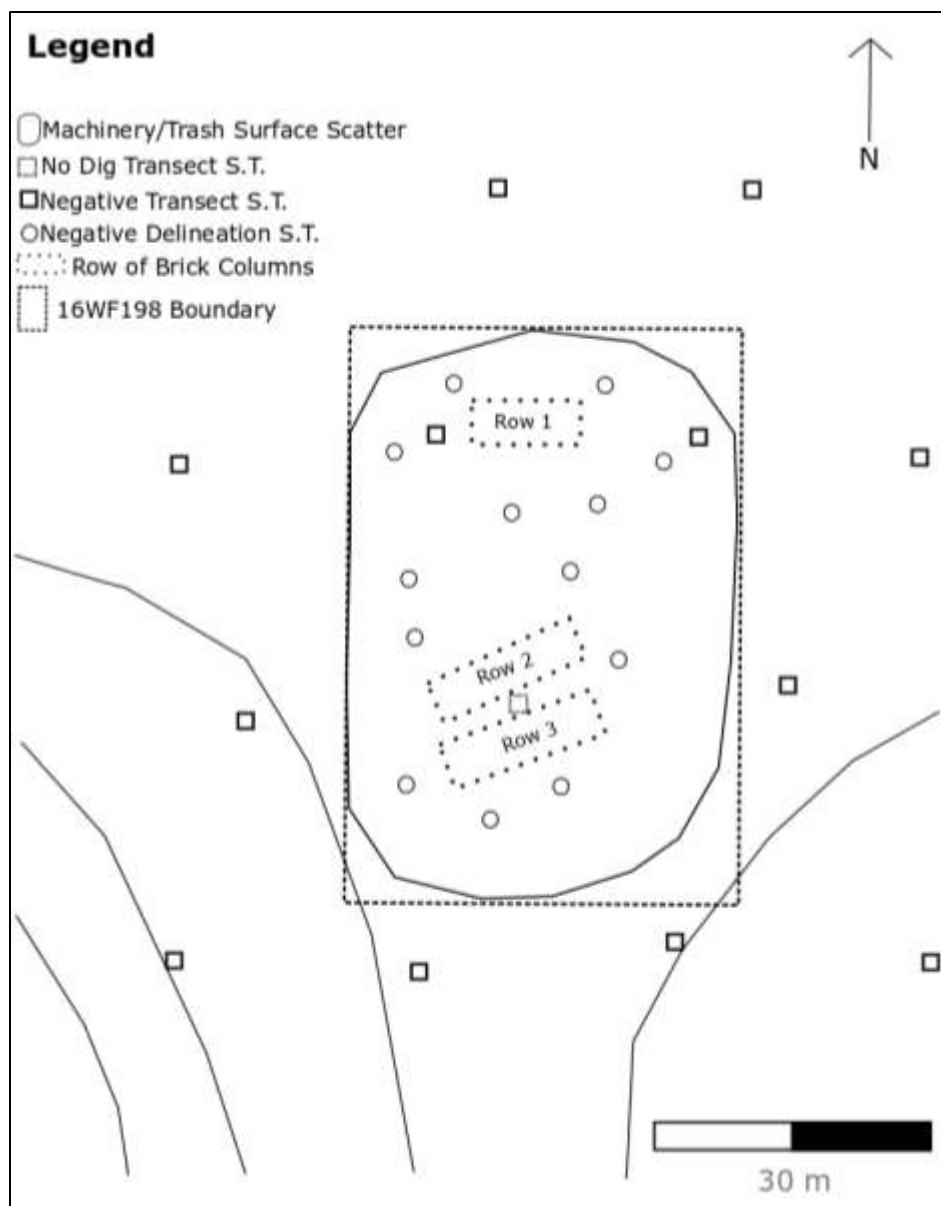 Legend
Machinery/Trash Surface Scatter
No Dig Transect S.T.
Negative Transect S.T.
Negative Delineation S.T.
Row of Brick Columns
16WF198 Boundary
N
Row 1
Row 2
Row 3
30 m